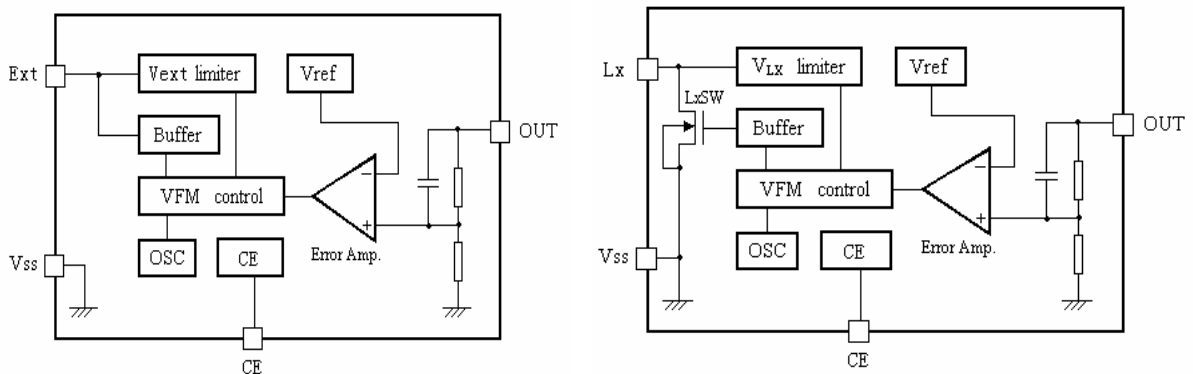 Ext
Vext limiter
Vref
Buffer
OUT
−
VFM control
+
Error Amp.
OSC
CE
Vss
CE
Lx
VLX limiter
Vref
LxSW
Buffer
OUT
−
VFM control
+
Error Amp.
OSC
CE
Vss
CE